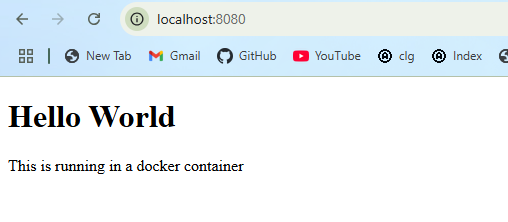 localhost:8080
New Tab Gmail GitHub YouTube clg Index
Hello World
This is running in a docker container